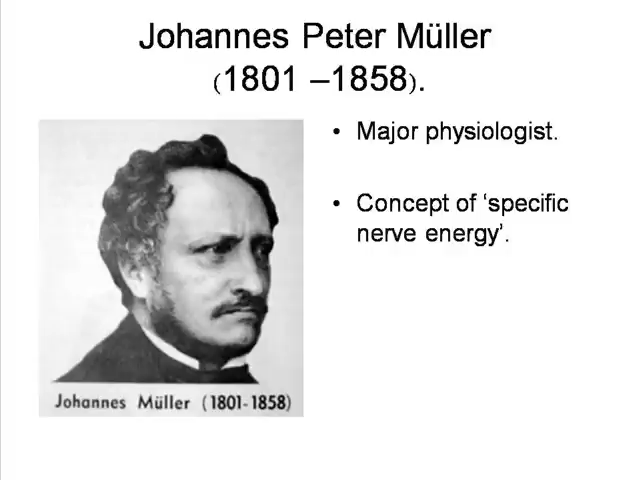 Johannes Peter Müller
(1801 –1858).
• Major physiologist.
• Concept of ‘specific
nerve energy’.
Johannes Müller (1801-1858)